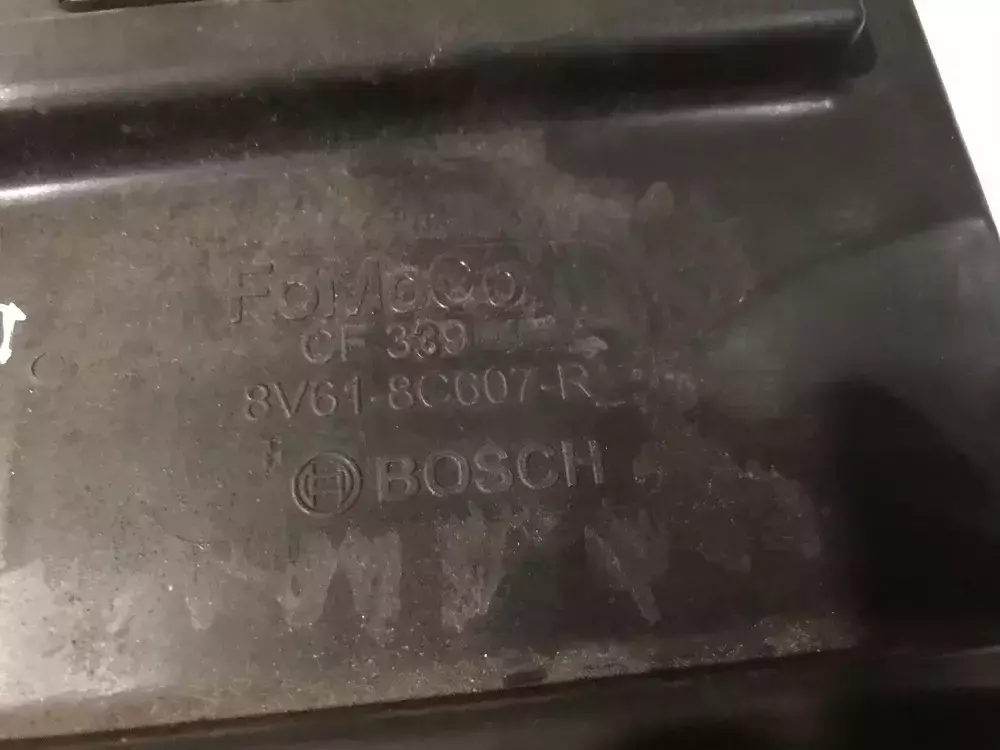 FoMoCo
CF 339
8V61-8C607-R
BOSCH